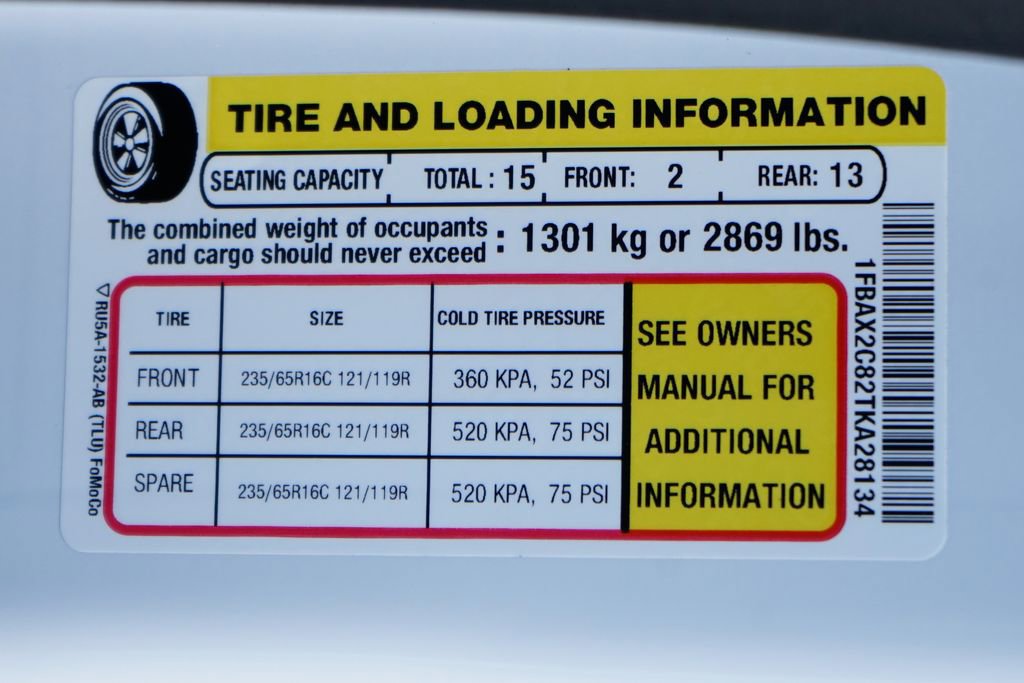 TIRE AND LOADING INFORMATION
SEATING CAPACITY TOTAL: 15 FRONT: 2 REAR: 13
The combined weight of occupants
and cargo should never exceed : 1301 kg or 2869 lbs.
TIRE SIZE COLD TIRE PRESSURE
FRONT 235/65R16C 121/119R 360 KPA, 52 PSI
REAR 235/65R16C 121/119R 520 KPA, 75 PSI
SPARE 235/65R16C 121/119R 520 KPA, 75 PSI
SEE OWNERS
MANUAL FOR
ADDITIONAL
INFORMATION
RU5A-1532-AB (TLU) FoMoCo
1FBAX2C82TKA28134